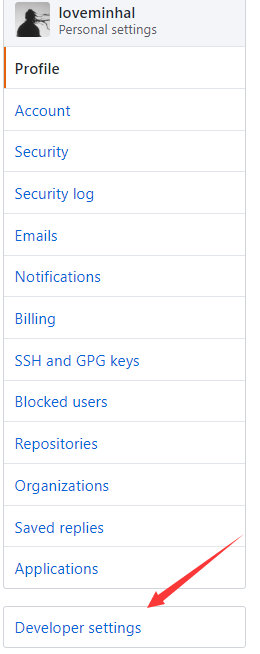 loveminhal
Personal settings
Profile
Account
Security
Security log
Emails
Notifications
Billing
SSH and GPG keys
Blocked users
Repositories
Organizations
Saved replies
Applications
Developer settings